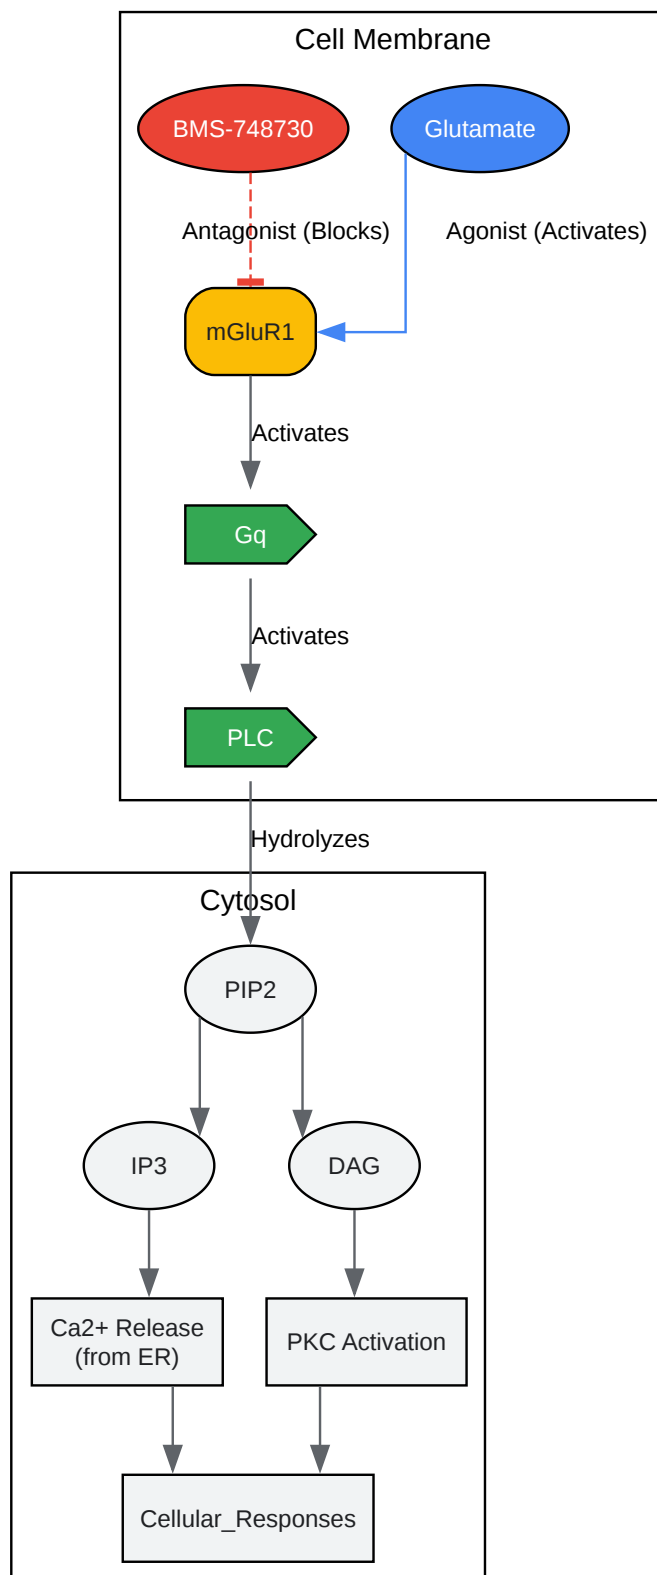 Cell Membrane
BMS-748730
Glutamate
Antagonist (Blocks)
Agonist (Activates)
mGluR1
Activates
Gq
Activates
PLC
Hydrolyzes
Cytosol
PIP2
IP3
DAG
Ca2+ Release
(from ER)
PKC Activation
Cellular_Responses